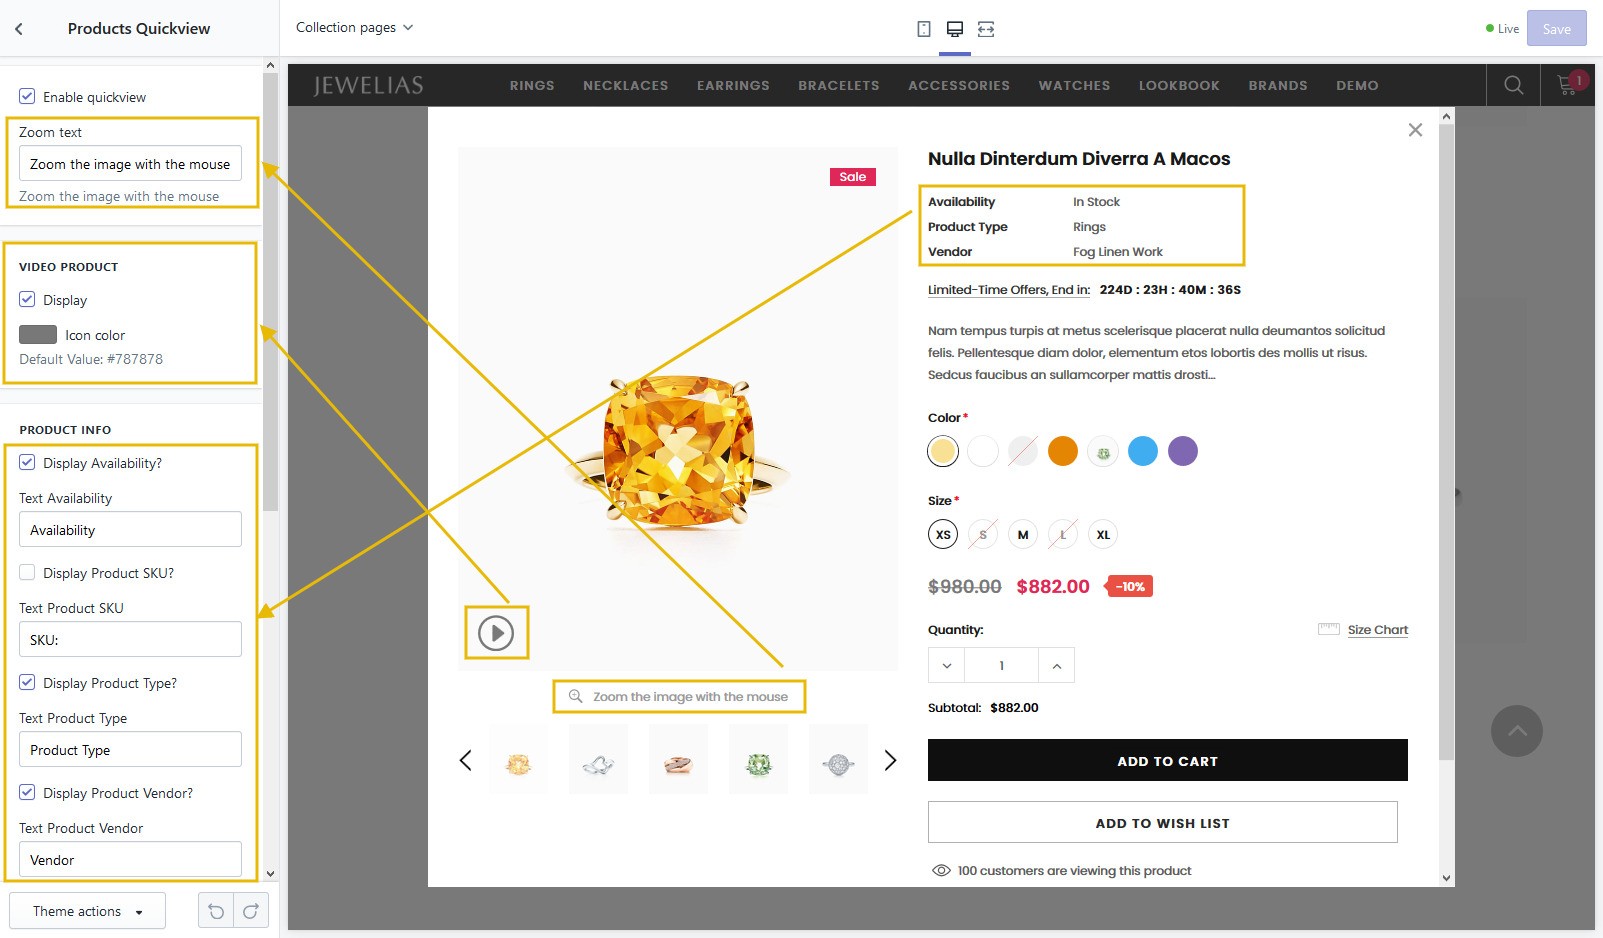 Products Quickview
Collection pages
Live
Save
Enable quickview
Zoom text
Zoom the image with the mouse
Zoom the image with the mouse
VIDEO PRODUCT
Display
Icon color
Default Value: #787878
PRODUCT INFO
Display Availability?
Text Availability
Availability
Display Product SKU?
Text Product SKU
SKU:
Display Product Type?
Text Product Type
Product Type
Display Product Vendor?
Text Product Vendor
Vendor
Theme actions
JEWELIAS
RINGS NECKLACES EARRINGS BRACELETS ACCESSORIES WATCHES LOOKBOOK BRANDS DEMO
1
Sale
Zoom the image with the mouse
Nulla Dinterdum Diverra A Macos
Availability In Stock
Product Type Rings
Vendor Fog Linen Work
Limited-Time Offers, End in: 224D : 23H : 40M : 36S
Nam tempus turpis at metus scelerisque placerat nulla deumantos solicitud
felis. Pellentesque diam dolor, elementum etos lobortis des mollis ut risus.
Sedcus faucibus an sullamcorper mattis drosti...
Color*
Size*
XS S M L XL
$980.00 $882.00 -10%
Quantity:
Size Chart
1
Subtotal: $882.00
ADD TO CART
ADD TO WISH LIST
100 customers are viewing this product